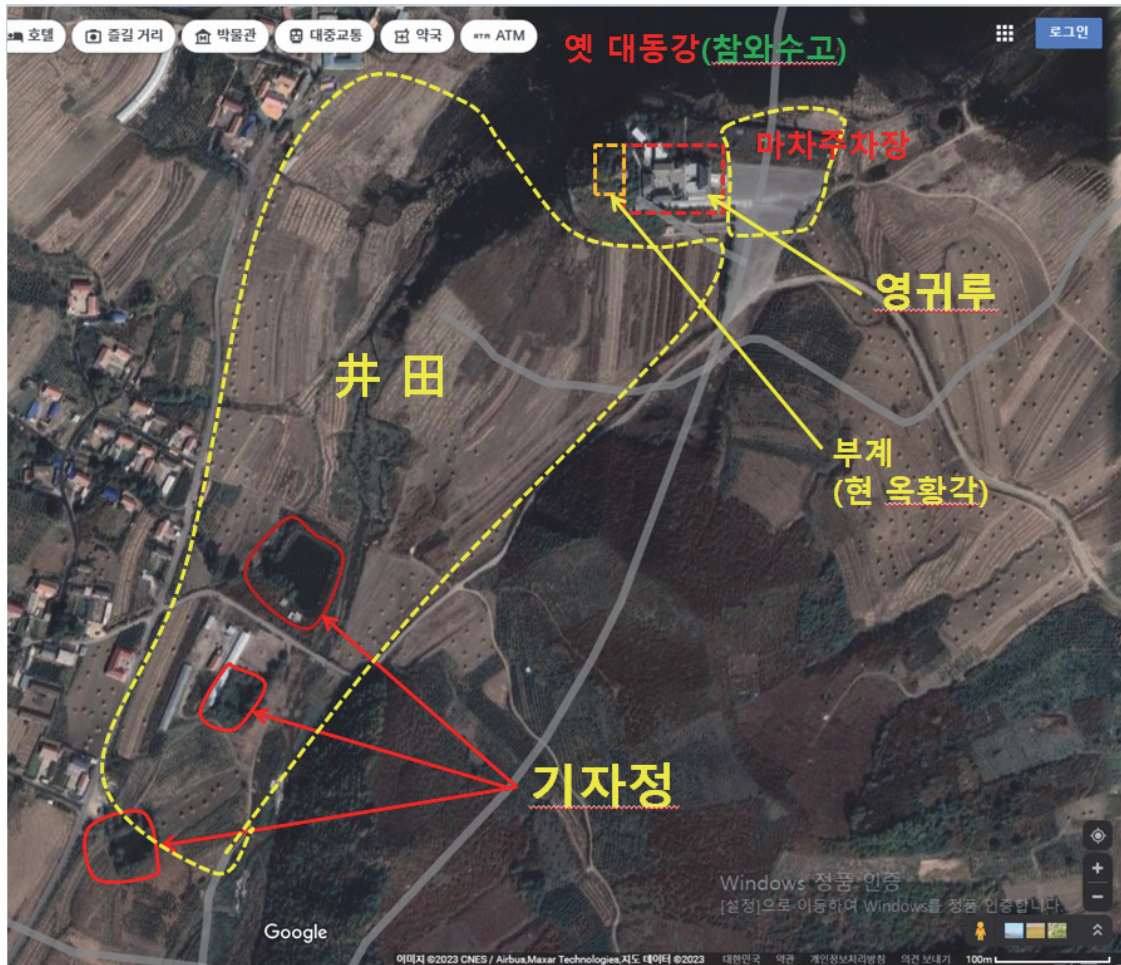 호텔
즐길 거리
박물관
대중교통
약국
ATM ATM
로그인
옛 대동강(참와수고)
마차주차장
영귀루
井 田
부계
(현 옥황각)
기자정
Windows 정품 인증
[설정]으로 이동하여 Windows를 정품 인증합니다.
Google
이미지 ©2023 CNES / Airbus,Maxar Technologies,지도 데이터 ©2023 대한민국 약관 개인정보처리방침 의견 보내기 100m